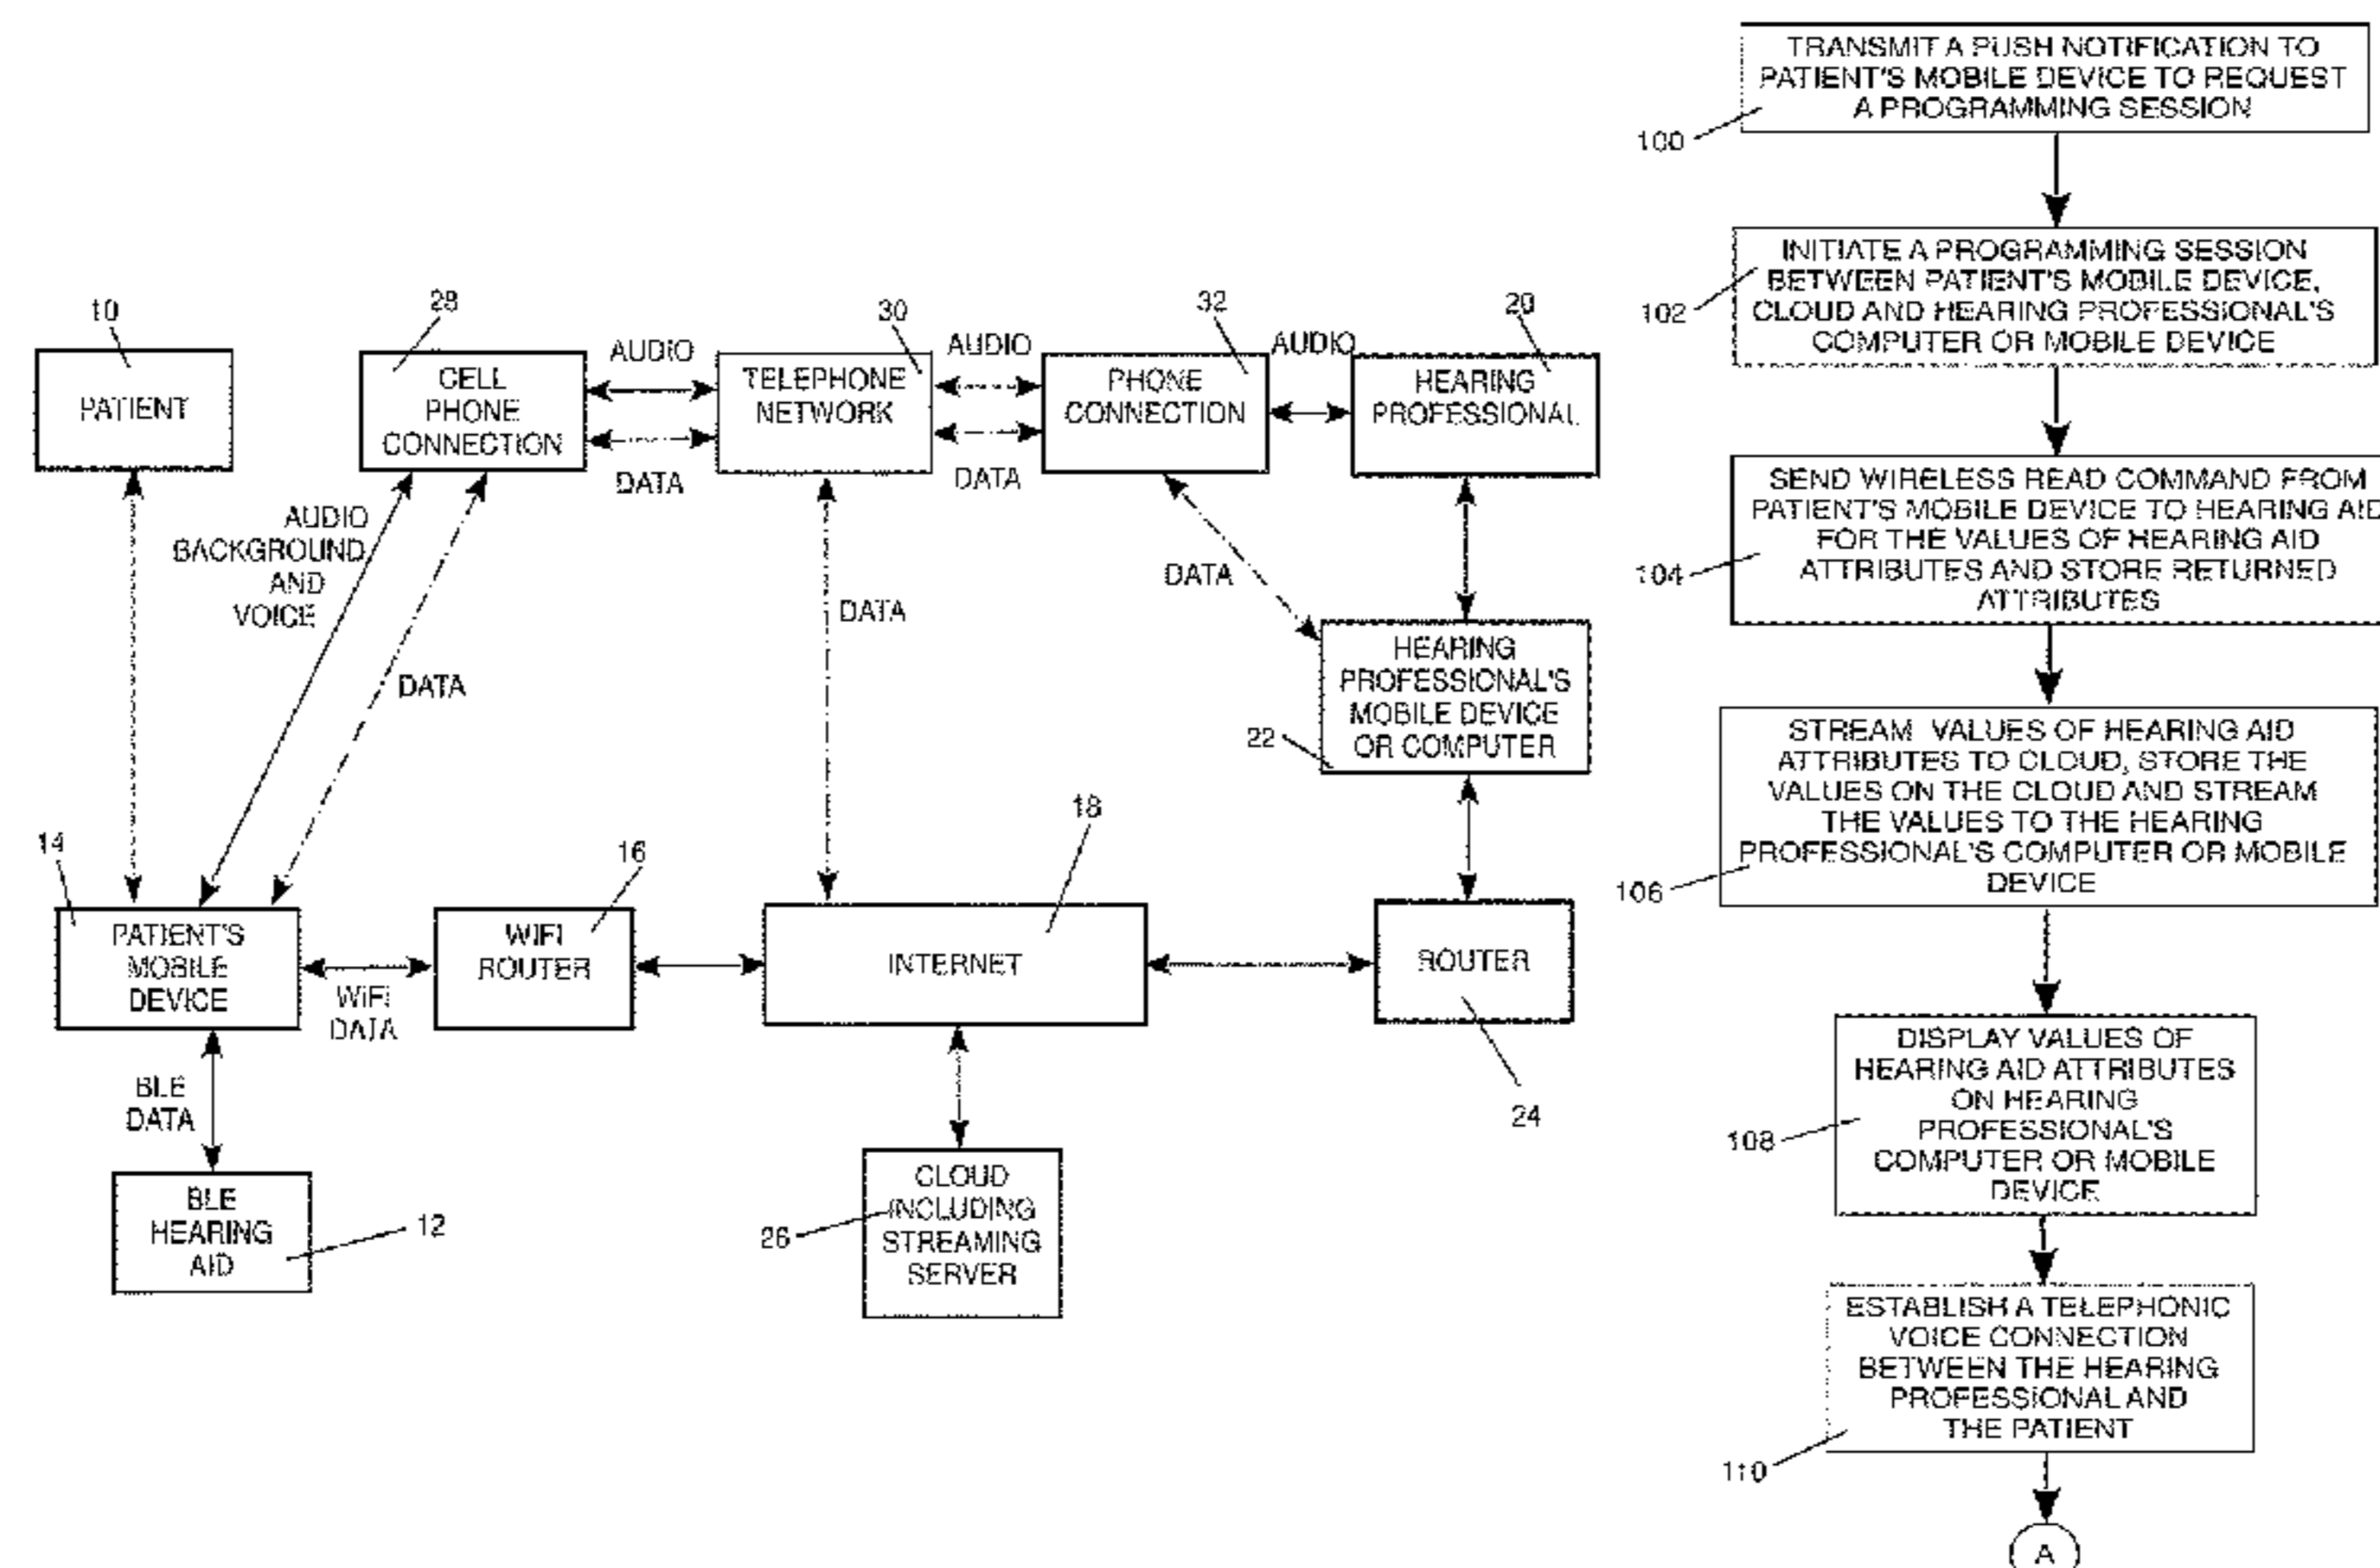 10
PATIENT
28
CELL
PHONE
CONNECTION
AUDIO
DATA
30
TELEPHONE
NETWORK
AUDIO
DATA
32
PHONE
CONNECTION
AUDIO
20
HEARING
PROFESSIONAL
AUDIO
BACKGROUND
AND
VOICE
DATA
DATA
DATA
HEARING
PROFESSIONAL'S
MOBILE DEVICE
OR COMPUTER
22
14
PATIENT'S
MOBILE
DEVICE
WiFi
DATA
16
WIFI
ROUTER
18
INTERNET
ROUTER
24
BLE
DATA
BLE
HEARING
AID
12
CLOUD
INCLUDING
STREAMING
SERVER
26
TRANSMIT A PUSH NOTIFICATION TO
PATIENT'S MOBILE DEVICE TO REQUEST
A PROGRAMMING SESSION
100
INITIATE A PROGRAMMING SESSION
BETWEEN PATIENT'S MOBILE DEVICE,
CLOUD AND HEARING PROFESSIONAL'S
COMPUTER OR MOBILE DEVICE
102
SEND WIRELESS READ COMMAND FROM
PATIENT'S MOBILE DEVICE TO HEARING AID
FOR THE VALUES OF HEARING AID
ATTRIBUTES AND STORE RETURNED
ATTRIBUTES
104
STREAM VALUES OF HEARING AID
ATTRIBUTES TO CLOUD, STORE THE
VALUES ON THE CLOUD AND STREAM
THE VALUES TO THE HEARING
PROFESSIONAL'S COMPUTER OR MOBILE
DEVICE
106
DISPLAY VALUES OF
HEARING AID ATTRIBUTES
ON HEARING
PROFESSIONAL'S
COMPUTER OR MOBILE
DEVICE
108
ESTABLISH A TELEPHONIC
VOICE CONNECTION
BETWEEN THE HEARING
PROFESSIONAL AND
THE PATIENT
110
A